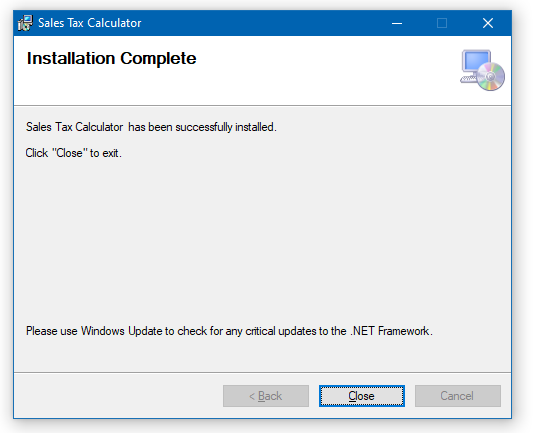 Sales Tax Calculator
Installation Complete
Sales Tax Calculator has been successfully installed.
Click "Close" to exit.
Please use Windows Update to check for any critical updates to the .NET Framework.
< Back
Close
Cancel